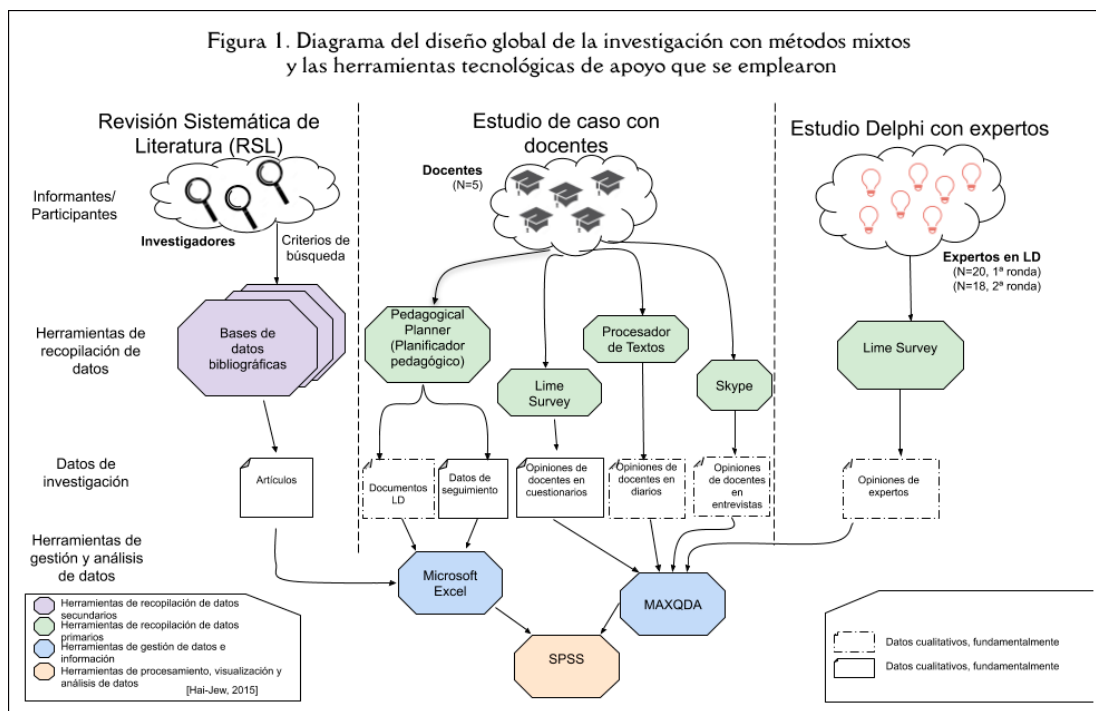 Figura 1. Diagrama del diseño global de la investigación con métodos mixtos
y las herramientas tecnológicas de apoyo que se emplearon
Revisión Sistemática de
Literatura (RSL)
Estudio de caso con
docentes
Estudio Delphi con expertos
Informantes/
Participantes
Investigadores
Criterios de
búsqueda
Docentes
(N=5)
Expertos en LD
(N=20, 1ª ronda)
(N=18, 2ª ronda)
Herramientas de
recopilación de
datos
Bases de
datos
bibliográficas
Pedagogical
Planner
(Planificador
pedagógico)
Lime
Survey
Procesador
de Textos
Skype
Lime Survey
Datos de
investigación
Artículos
Documentos
LD
Datos de
seguimiento
Opiniones de
docentes en
cuestionarios
Opiniones de
docentes en
diarios
Opiniones
de docentes
en
entrevistas
Opiniones de
expertos
Herramientas de
gestión y análisis
de datos
Microsoft
Excel
MAXQDA
SPSS
Herramientas de recopilación de datos
secundarios
Herramientas de recopilación de datos
primarios
Herramientas de gestión de datos e
información
Herramientas de procesamiento, visualización y
análisis de datos
[Hai-Jew, 2015]
Datos cualitativos, fundamentalmente
Datos cualitativos, fundamentalmente